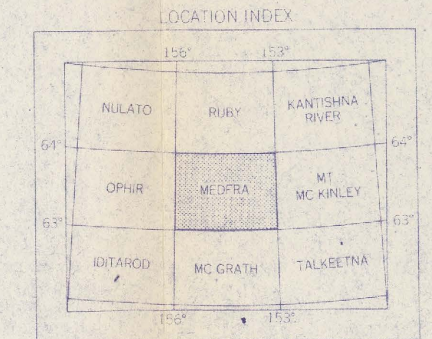 LOCATION INDEX
156° 153°
NULATO RUBY KANTISHNA
RIVER
64° 64°
OPHIR MEDFRA MT
MC KINLEY
63° 63°
IDITAROD MC GRATH TALKEETNA
156° 153°